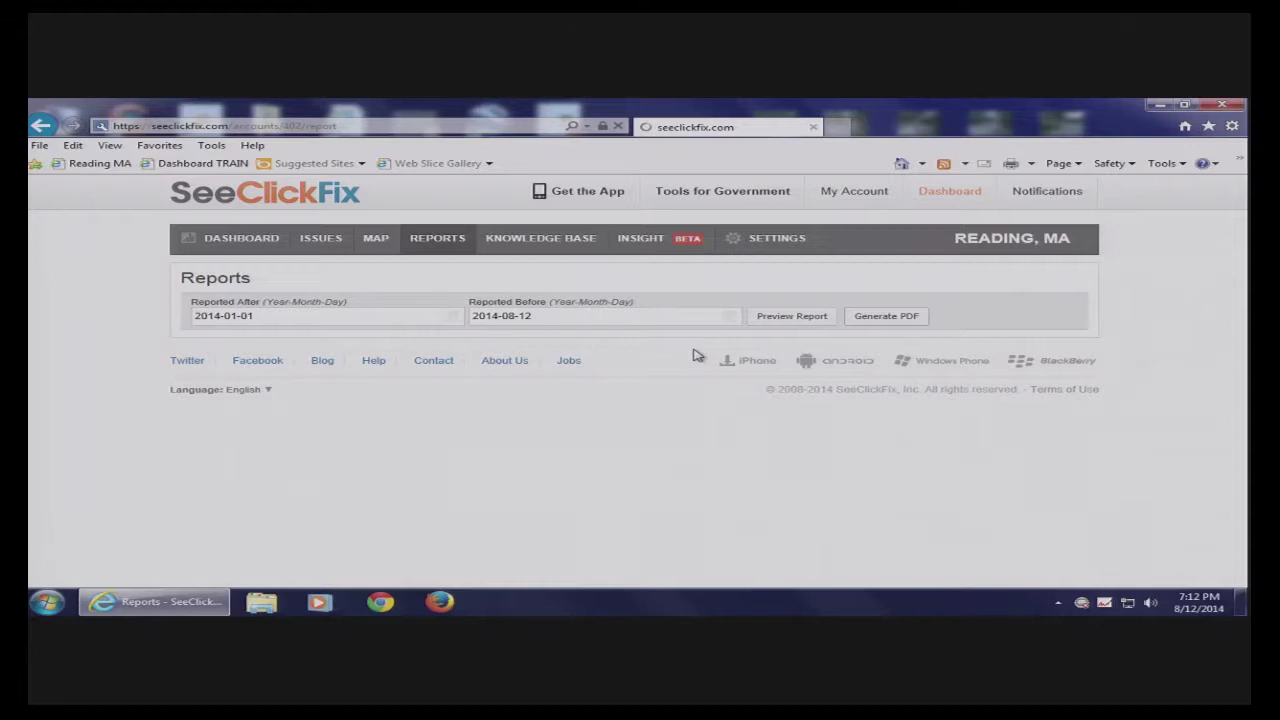 https://seeclickfix.com/accounts/402/report
seeclickfix.com
File Edit View Favorites Tools Help
Reading MA Dashboard TRAIN Suggested Sites Web Slice Gallery Page Safety Tools
SeeClickFix Get the App Tools for Government My Account Dashboard Notifications
DASHBOARD ISSUES MAP REPORTS KNOWLEDGE BASE INSIGHT BETA SETTINGS READING, MA
Reports
Reported After (Year-Month-Day) Reported Before (Year-Month-Day)
2014-01-01 2014-08-12 Preview Report Generate PDF
Twitter Facebook Blog Help Contact About Us Jobs iPhone android Windows Phone BlackBerry
Language: English © 2008-2014 SeeClickFix, Inc. All rights reserved. - Terms of Use
Reports - SeeClick... 7:12 PM
8/12/2014